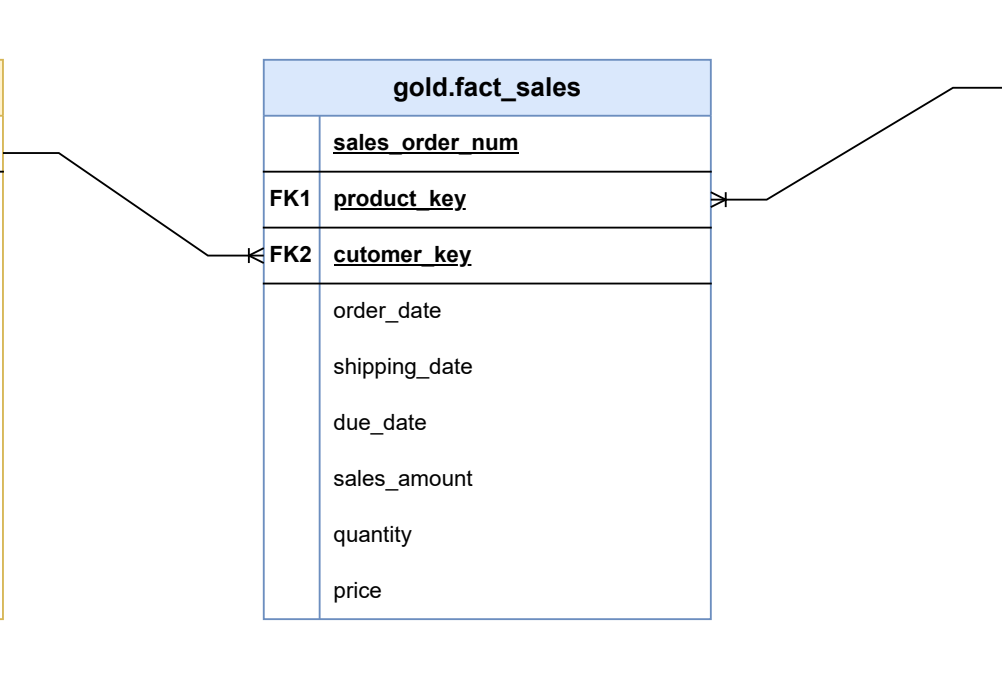 gold.fact_sales
sales_order_num
FK1 product_key
FK2 cutomer_key
order_date
shipping_date
due_date
sales_amount
quantity
price